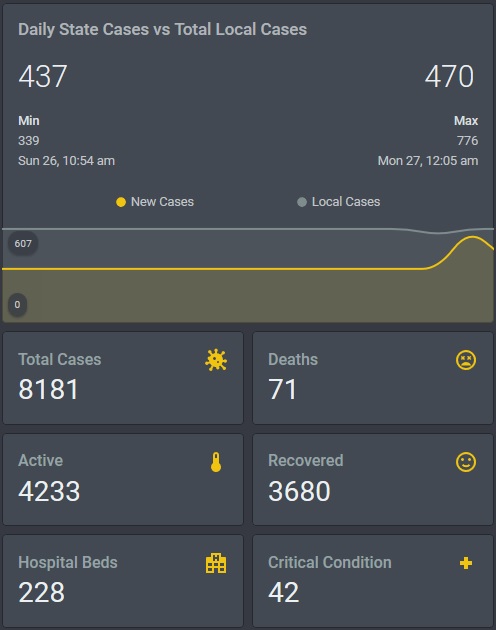 Daily State Cases vs Total Local Cases
437 470
Min Max
339 776
Sun 26, 10:54 am Mon 27, 12:05 am
New Cases Local Cases
607
0
Total Cases Deaths
8181 71
Active Recovered
4233 3680
Hospital Beds Critical Condition
228 42